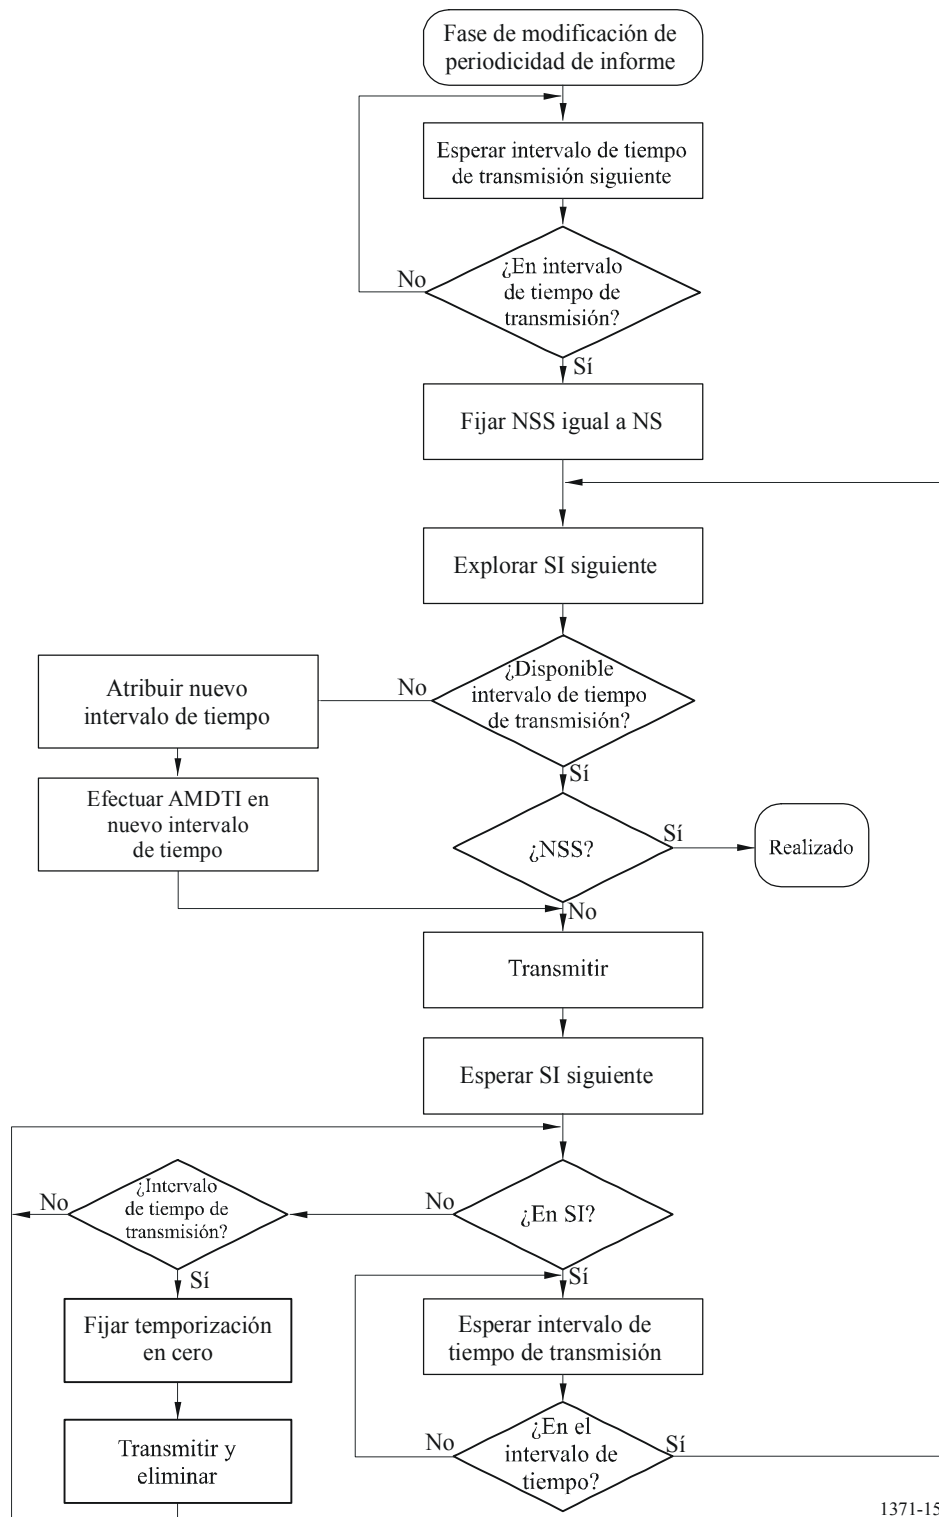 Fase de modificación de
periodicidad de informe
Esperar intervalo de tiempo
de transmisión siguiente
¿En intervalo
de tiempo de
transmisión?
No
Sí
Fijar NSS igual a NS
Explorar SI siguiente
¿Disponible
intervalo de tiempo
de transmisión?
No
Sí
Atribuir nuevo
intervalo de tiempo
Efectuar AMDTI en
nuevo intervalo
de tiempo
¿NSS?
Sí
Realizado
No
Transmitir
Esperar SI siguiente
¿En SI?
No
Sí
¿Intervalo
de tiempo de
transmisión?
No
Sí
Fijar temporización
en cero
Transmitir y
eliminar
Esperar intervalo de
tiempo de transmisión
¿En el
intervalo de
tiempo?
No
Sí
1371-15